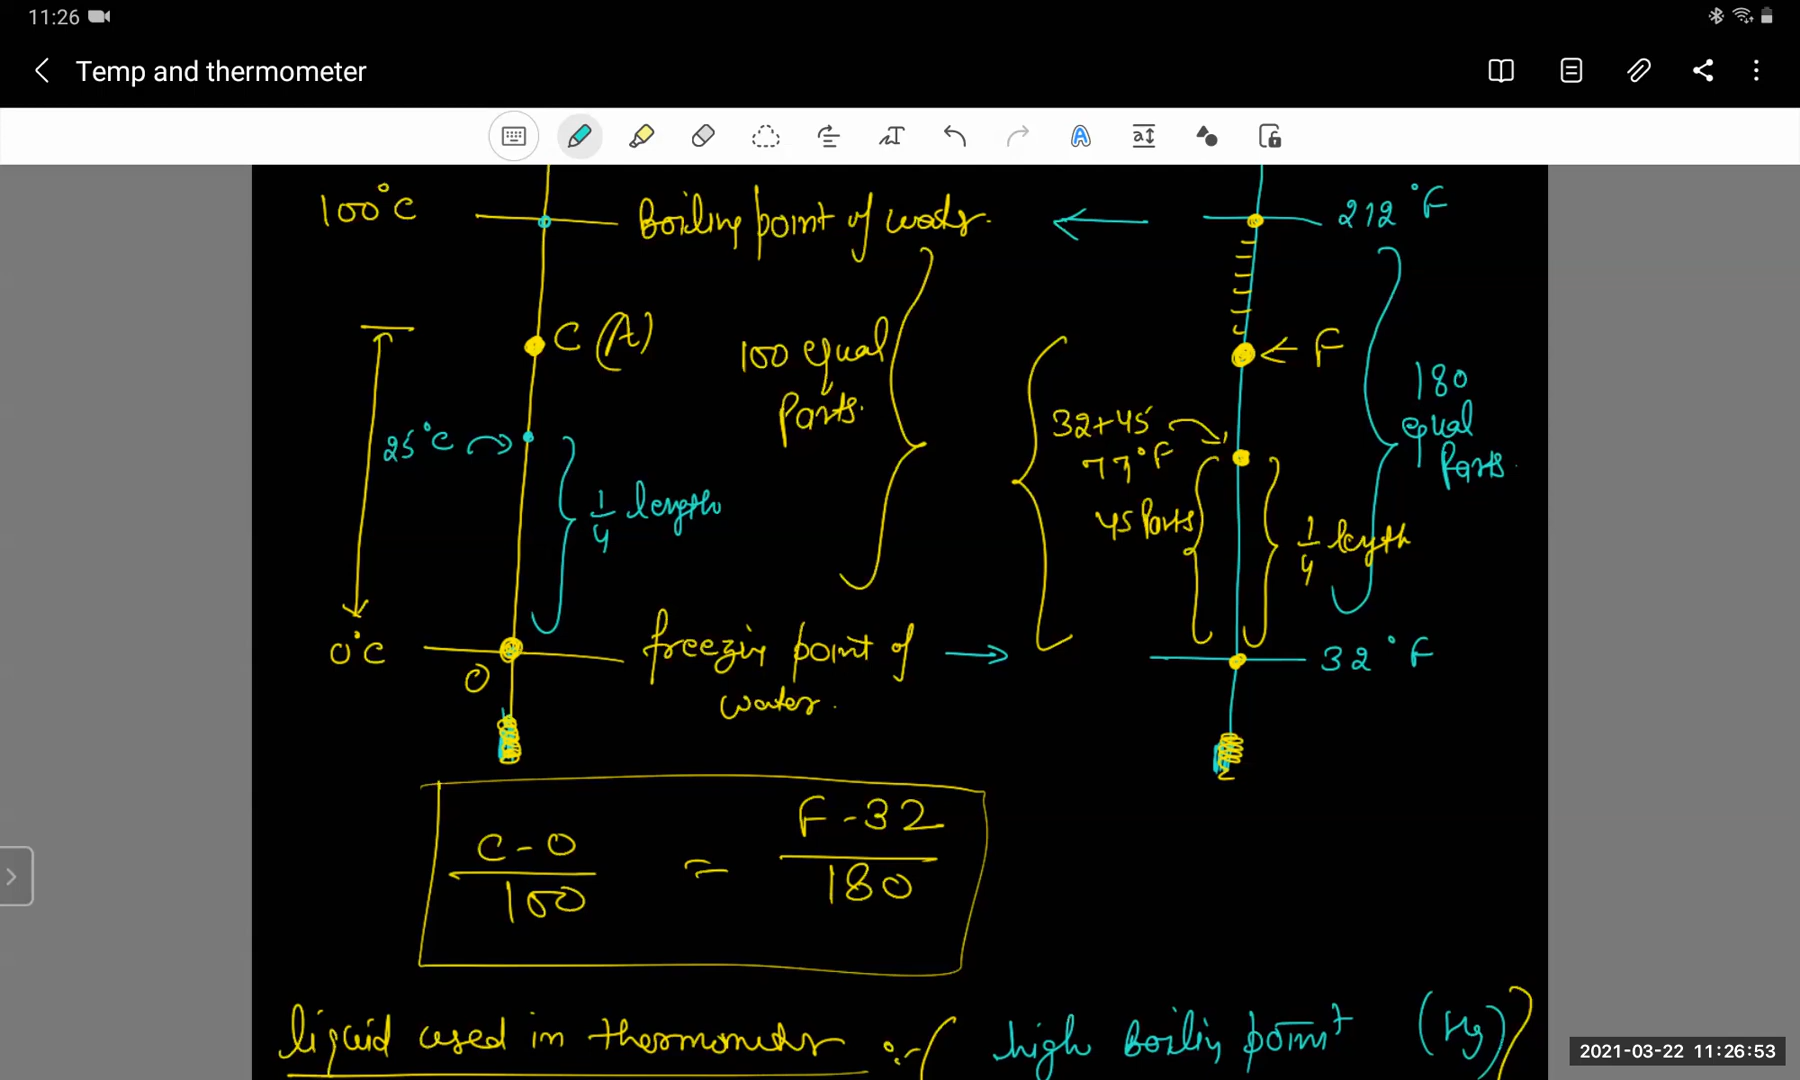 11:26
Temp and thermometer
100°C
Boiling point of water.
212°F
C (A)
100 equal
Parts.
F
180
equal
Parts.
25°C
1/4 length
32+45
77°F
45 Parts
1/4 length
0°C
0
freezin point of
water.
32°F
C-0/100 = F-32/180
liquid used in thermometer :-( high Boilin point (Hg)
2021-03-22 11:26:53